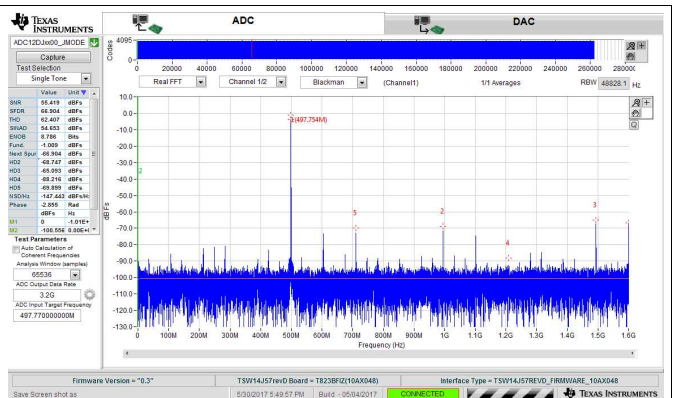 TEXAS INSTRUMENTS
ADC
DAC
ADC12DJxx00_JMODE
Capture
Test Selection
Single Tone
Value Unit
SNR 55.419 dBFs
SFDR 66.904 dBFs
THD 62.407 dBFs
SINAD 54.653 dBFs
ENOB 8.786 Bits
Fund. -1.009 dBFs
Next Spur -66.904 dBFs
HD2 -68.747 dBFs
HD3 -65.093 dBFs
HD4 -88.216 dBFs
HD5 -69.899 dBFs
NSD/Hz -147.442 dBFs/H
Phase -2.855 Rad
dBFs Hz
M1 0 -1.01E+
M2 -100.556 0.00E+
Test Parameters
Auto Calculation of
Coherent Frequencies
Analysis Window (samples)
65536
ADC Output Data Rate
3.2G
ADC Input Target Frequency
497.770000000M
Codes
4095
0
0 20000 40000 60000 80000 100000 120000 140000 160000 180000 200000 220000 240000 260000 28000
Real FFT Channel 1/2 Blackman (Channel1) 1/1 Averages RBW 48828.1 Hz
dBFs
10.0
0.0
-10.0
-20.0
-30.0
-40.0
-50.0
-60.0
-70.0
-80.0
-90.0
-100.0
-110.0
-120.0
-130.0
(497.754M)
2
5
2
4
3
0 100M 200M 300M 400M 500M 600M 700M 800M 900M 1G 1.1G 1.2G 1.3G 1.4G 1.5G 1.6G
Frequency (Hz)
Firmware Version = "0.3"
TSW14J57revD Board = T823BFIZ(10AX048)
Interface Type = TSW14J57REVD_FIRMWARE_10AX048
Save Screen shot as
5/30/2017 5:49:57 PM
Build - 05/04/2017
CONNECTED
TEXAS INSTRUMENTS